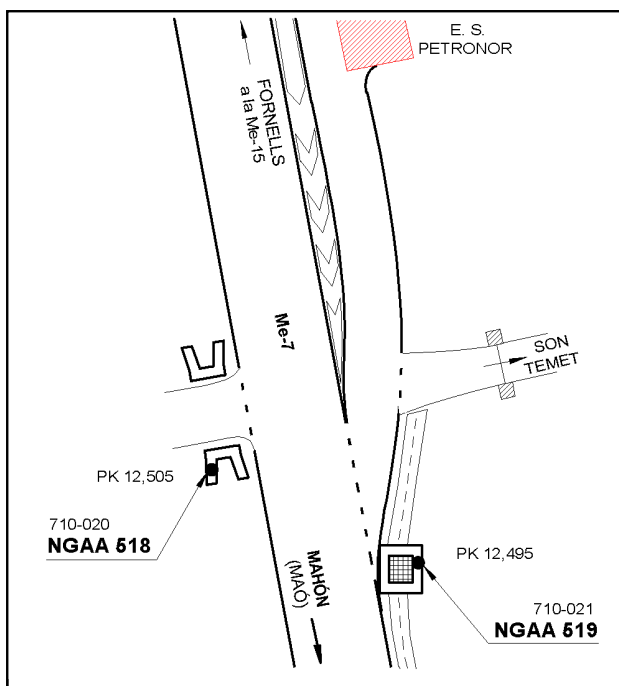 E. S.
PETRONOR
FORNELLS
a la Me-15
Me-7
SON
TEMET
PK 12,505
710-020
NGAA 518
PK 12,495
MAHÓN
(MAÓ)
710-021
NGAA 519